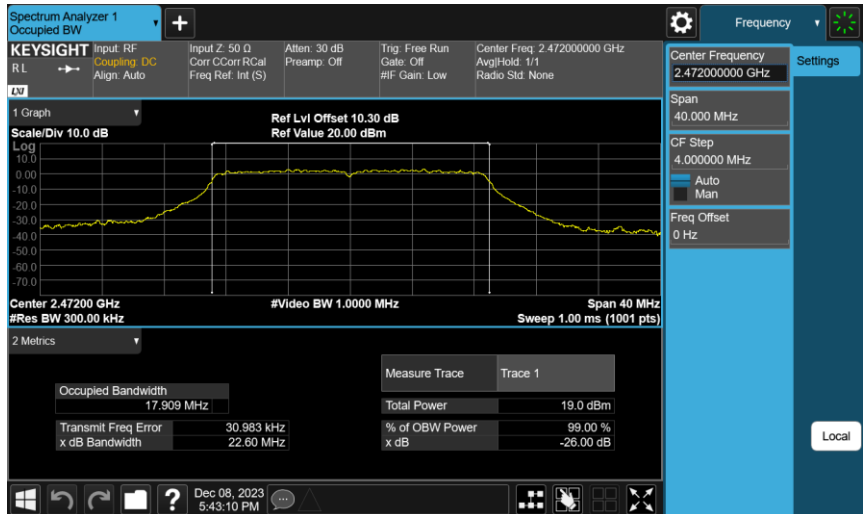 Spectrum Analyzer 1
Occupied BW
+
Frequency
KEYSIGHT
RL
LXI
Input: RF
Coupling: DC
Align: Auto
Input Z: 50 Ω
Corr CCorr RCal
Freq Ref: Int (S)
Atten: 30 dB
Preamp: Off
Trig: Free Run
Gate: Off
#IF Gain: Low
Center Freq: 2.472000000 GHz
Avg|Hold: 1/1
Radio Std: None
Center Frequency
2.472000000 GHz
Settings
Span
40.000 MHz
CF Step
4.000000 MHz
Auto
Man
Freq Offset
0 Hz
Local
1 Graph
Scale/Div 10.0 dB
Ref Lvl Offset 10.30 dB
Ref Value 20.00 dBm
Log
10.0
0.00
-10.0
-20.0
-30.0
-40.0
-50.0
-60.0
-70.0
Center 2.47200 GHz
#Video BW 1.0000 MHz
Span 40 MHz
#Res BW 300.00 kHz
Sweep 1.00 ms (1001 pts)
2 Metrics
Measure Trace Trace 1
Occupied Bandwidth
17.909 MHz
Total Power 19.0 dBm
Transmit Freq Error 30.983 kHz
% of OBW Power 99.00 %
x dB Bandwidth 22.60 MHz
x dB -26.00 dB
?
Dec 08, 2023
5:43:10 PM